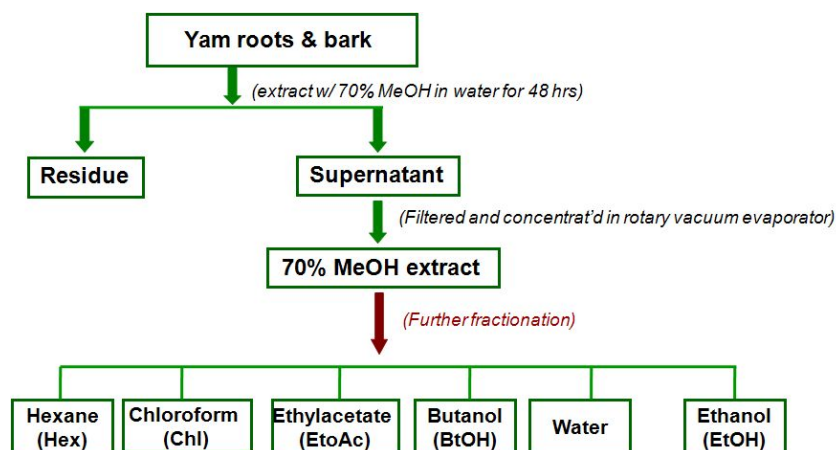 Yam roots & bark
(extract w/ 70% MeOH in water for 48 hrs)
Residue
Supernatant
(Filtered and concentrat'd in rotary vacuum evaporator)
70% MeOH extract
(Further fractionation)
Hexane
(Hex)
Chloroform
(Chl)
Ethylacetate
(EtoAc)
Butanol
(BtOH)
Water
Ethanol
(EtOH)